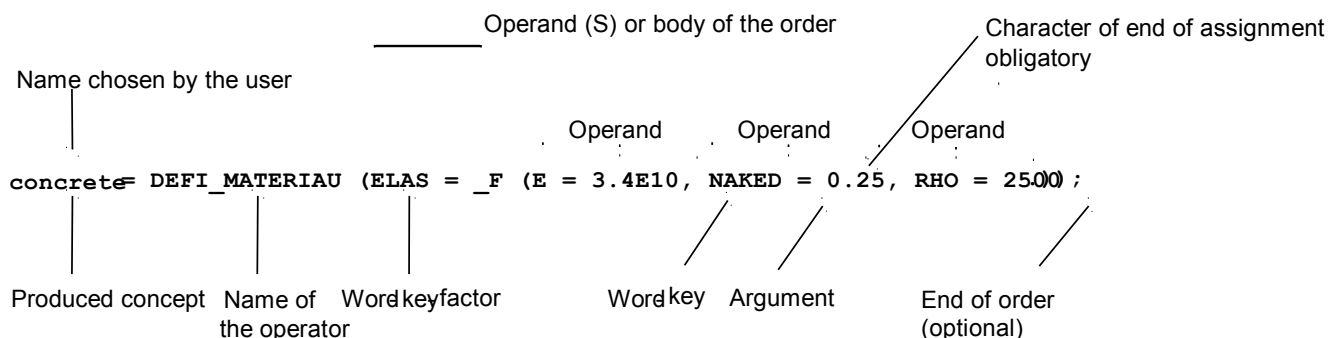 Operand (S) or body of the order
Character of end of assignment
obligatory
Name chosen by the user
Operand Operand Operand
concrete= DEFI_MATERIAU (ELAS = _F (E = 3.4E10, NAKED = 0.25, RHO = 2500.));
Produced concept Name of the operator Word key-factor Word key Argument End of order
(optional)